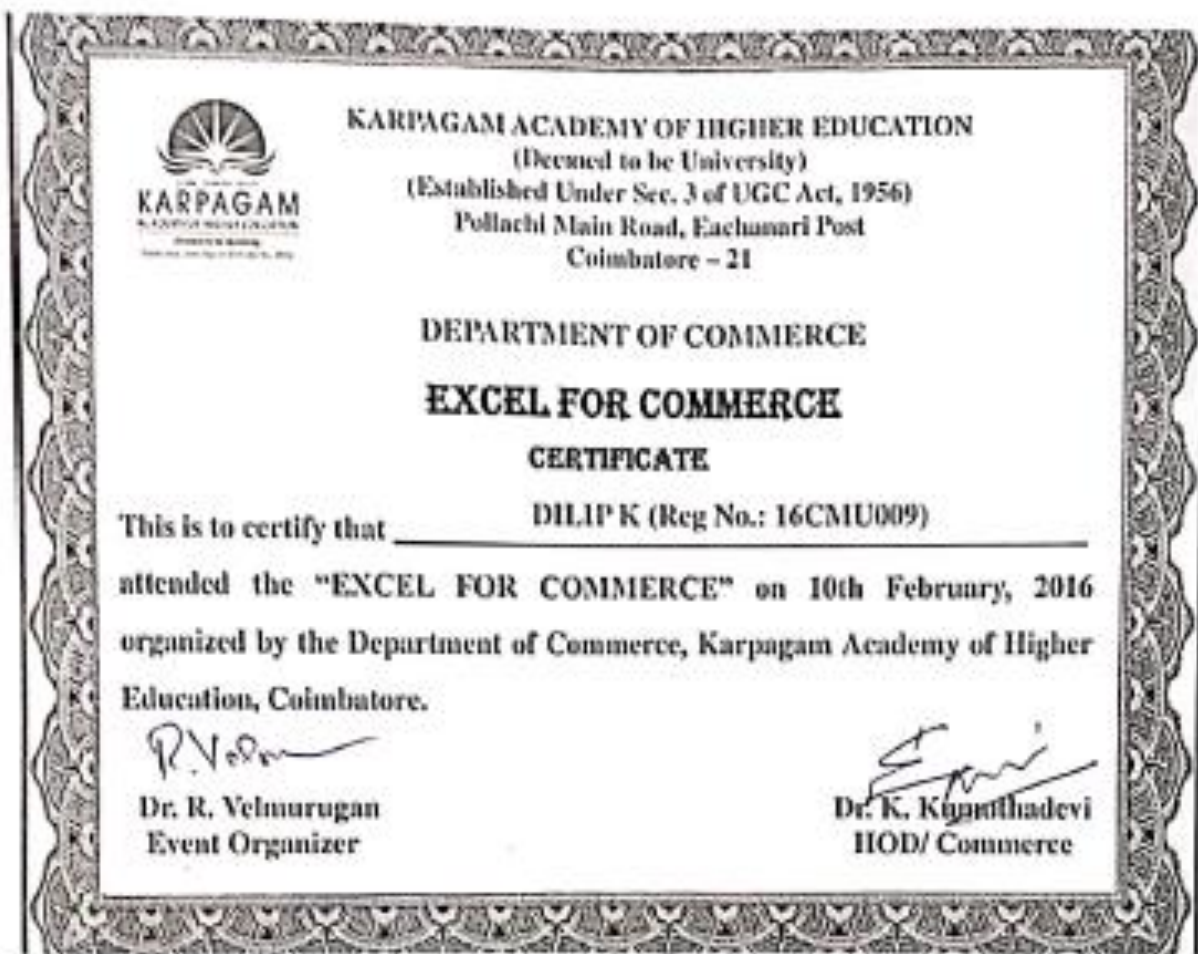 KARPAGAM
KARPAGAM ACADEMY OF HIGHER EDUCATION
(Deemed to be University)
(Established Under Sec. 3 of UGC Act, 1956)
Pollachi Main Road, Eachanari Post
Coimbatore – 21
DEPARTMENT OF COMMERCE
EXCEL FOR COMMERCE
CERTIFICATE
This is to certify that DILIP K (Reg No.: 16CMU009)
attended the “EXCEL FOR COMMERCE” on 10th February, 2016
organized by the Department of Commerce, Karpagam Academy of Higher
Education, Coimbatore.
Dr. R. Velmurugan
Event Organizer
Dr. K. Kumuthadevi
HOD/ Commerce